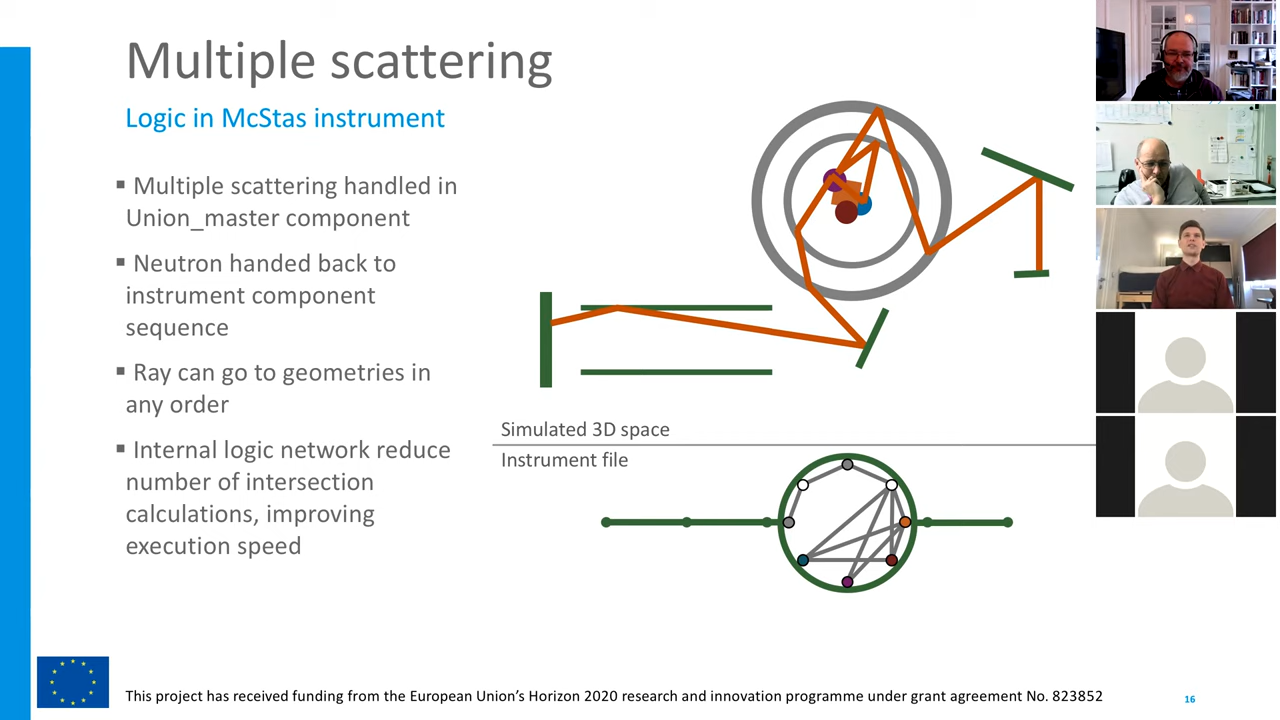 Multiple scattering
Logic in McStas instrument
▪ Multiple scattering handled in
Union_master component
▪ Neutron handed back to
instrument component
sequence
▪ Ray can go to geometries in
any order
▪ Internal logic network reduce
number of intersection
calculations, improving
execution speed
Simulated 3D space
Instrument file
This project has received funding from the European Union’s Horizon 2020 research and innovation programme under grant agreement No. 823852
16